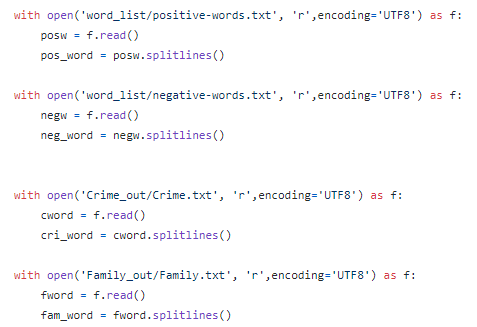 with open('word_list/positive-words.txt', 'r',encoding='UTF8') as f:
    posw = f.read()
    pos_word = posw.splitlines()

with open('word_list/negative-words.txt', 'r',encoding='UTF8') as f:
    negw = f.read()
    neg_word = negw.splitlines()


with open('Crime_out/Crime.txt', 'r',encoding='UTF8') as f:
    cword = f.read()
    cri_word = cword.splitlines()

with open('Family_out/Family.txt', 'r',encoding='UTF8') as f:
    fword = f.read()
    fam_word = fword.splitlines()